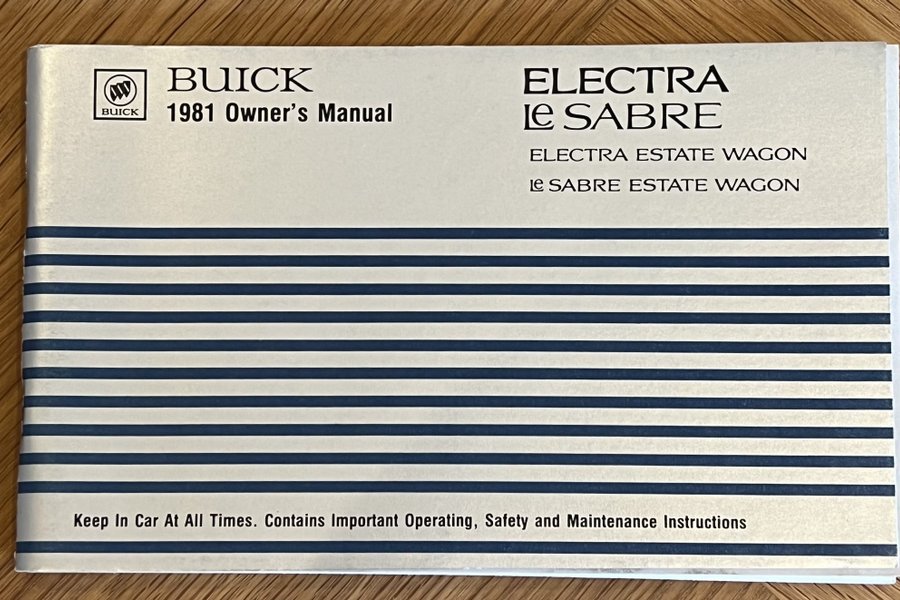 BUICK
BUICK
1981 Owner's Manual
ELECTRA
Le SABRE
ELECTRA ESTATE WAGON
Le SABRE ESTATE WAGON
Keep In Car At All Times. Contains Important Operating, Safety and Maintenance Instructions